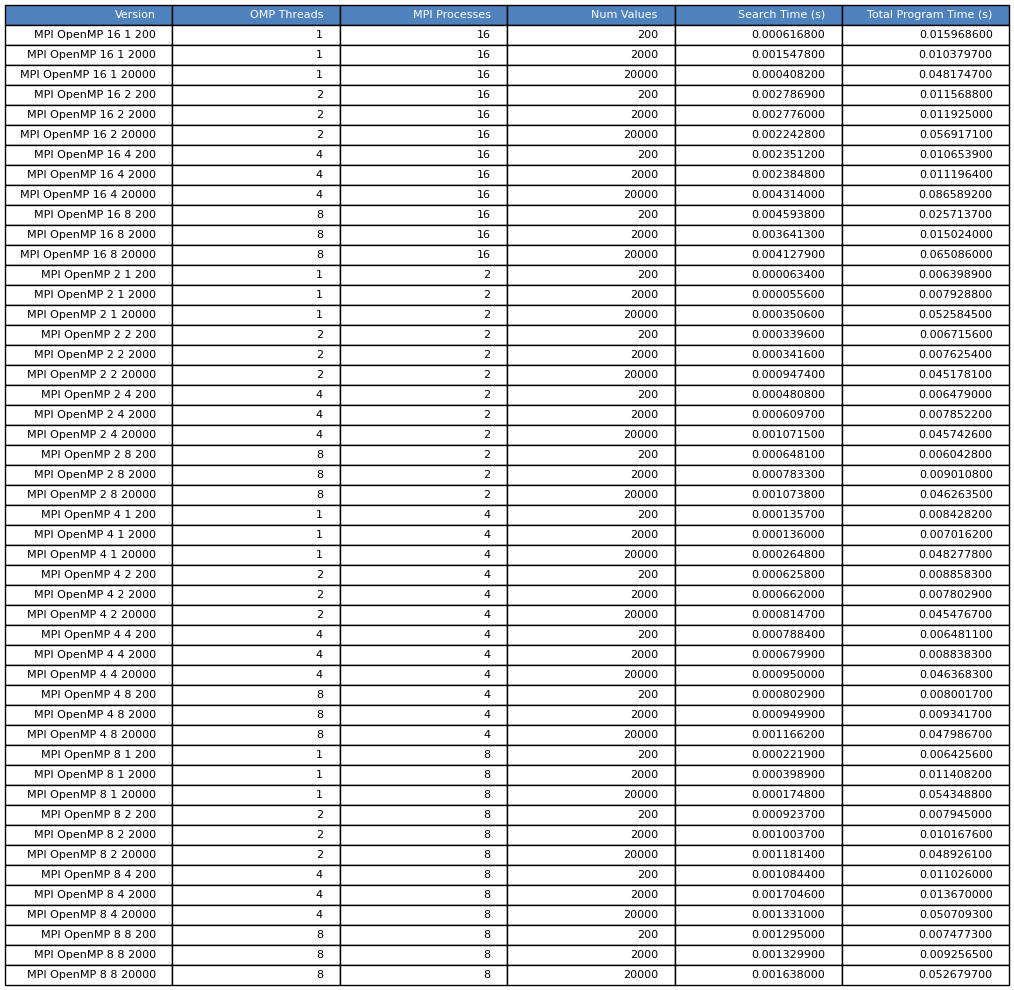 Version OMP Threads MPI Processes Num Values Search Time (s) Total Program Time (s)
MPI OpenMP 16 1 200 1 16 200 0.000616800 0.015968600
MPI OpenMP 16 1 2000 1 16 2000 0.001547800 0.010379700
MPI OpenMP 16 1 20000 1 16 20000 0.000408200 0.048174700
MPI OpenMP 16 2 200 2 16 200 0.002786900 0.011568800
MPI OpenMP 16 2 2000 2 16 2000 0.002776000 0.011925000
MPI OpenMP 16 2 20000 2 16 20000 0.002242800 0.056917100
MPI OpenMP 16 4 200 4 16 200 0.002351200 0.010653900
MPI OpenMP 16 4 2000 4 16 2000 0.002384800 0.011196400
MPI OpenMP 16 4 20000 4 16 20000 0.004314000 0.086589200
MPI OpenMP 16 8 200 8 16 200 0.004593800 0.025713700
MPI OpenMP 16 8 2000 8 16 2000 0.003641300 0.015024000
MPI OpenMP 16 8 20000 8 16 20000 0.004127900 0.065086000
MPI OpenMP 2 1 200 1 2 200 0.000063400 0.006398900
MPI OpenMP 2 1 2000 1 2 2000 0.000055600 0.007928800
MPI OpenMP 2 1 20000 1 2 20000 0.000350600 0.052584500
MPI OpenMP 2 2 200 2 2 200 0.000339600 0.006715600
MPI OpenMP 2 2 2000 2 2 2000 0.000341600 0.007625400
MPI OpenMP 2 2 20000 2 2 20000 0.000947400 0.045178100
MPI OpenMP 2 4 200 4 2 200 0.000480800 0.006479000
MPI OpenMP 2 4 2000 4 2 2000 0.000609700 0.007852200
MPI OpenMP 2 4 20000 4 2 20000 0.001071500 0.045742600
MPI OpenMP 2 8 200 8 2 200 0.000648100 0.006042800
MPI OpenMP 2 8 2000 8 2 2000 0.000783300 0.009010800
MPI OpenMP 2 8 20000 8 2 20000 0.001073800 0.046263500
MPI OpenMP 4 1 200 1 4 200 0.000135700 0.008428200
MPI OpenMP 4 1 2000 1 4 2000 0.000136000 0.007016200
MPI OpenMP 4 1 20000 1 4 20000 0.000264800 0.048277800
MPI OpenMP 4 2 200 2 4 200 0.000625800 0.008858300
MPI OpenMP 4 2 2000 2 4 2000 0.000662000 0.007802900
MPI OpenMP 4 2 20000 2 4 20000 0.000814700 0.045476700
MPI OpenMP 4 4 200 4 4 200 0.000788400 0.006481100
MPI OpenMP 4 4 2000 4 4 2000 0.000679900 0.008838300
MPI OpenMP 4 4 20000 4 4 20000 0.000950000 0.046368300
MPI OpenMP 4 8 200 8 4 200 0.000802900 0.008001700
MPI OpenMP 4 8 2000 8 4 2000 0.000949900 0.009341700
MPI OpenMP 4 8 20000 8 4 20000 0.001166200 0.047986700
MPI OpenMP 8 1 200 1 8 200 0.000221900 0.006425600
MPI OpenMP 8 1 2000 1 8 2000 0.000398900 0.011408200
MPI OpenMP 8 1 20000 1 8 20000 0.000174800 0.054348800
MPI OpenMP 8 2 200 2 8 200 0.000923700 0.007945000
MPI OpenMP 8 2 2000 2 8 2000 0.001003700 0.010167600
MPI OpenMP 8 2 20000 2 8 20000 0.001181400 0.048926100
MPI OpenMP 8 4 200 4 8 200 0.001084400 0.011026000
MPI OpenMP 8 4 2000 4 8 2000 0.001704600 0.013670000
MPI OpenMP 8 4 20000 4 8 20000 0.001331000 0.050709300
MPI OpenMP 8 8 200 8 8 200 0.001295000 0.007477300
MPI OpenMP 8 8 2000 8 8 2000 0.001329900 0.009256500
MPI OpenMP 8 8 20000 8 8 20000 0.001638000 0.052679700